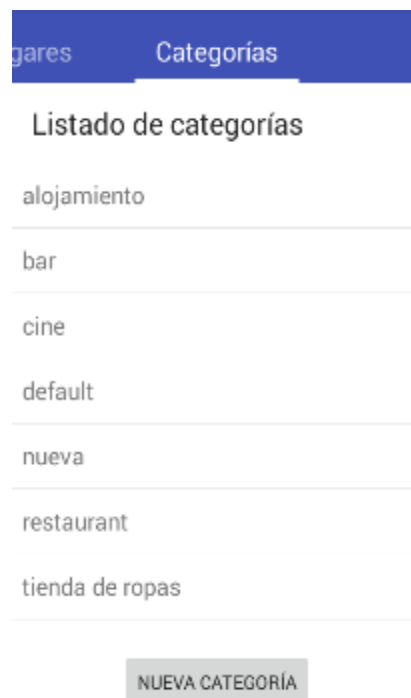 gares Categorías
Listado de categorías
alojamiento
bar
cine
default
nueva
restaurant
tienda de ropas
NUEVA CATEGORÍA